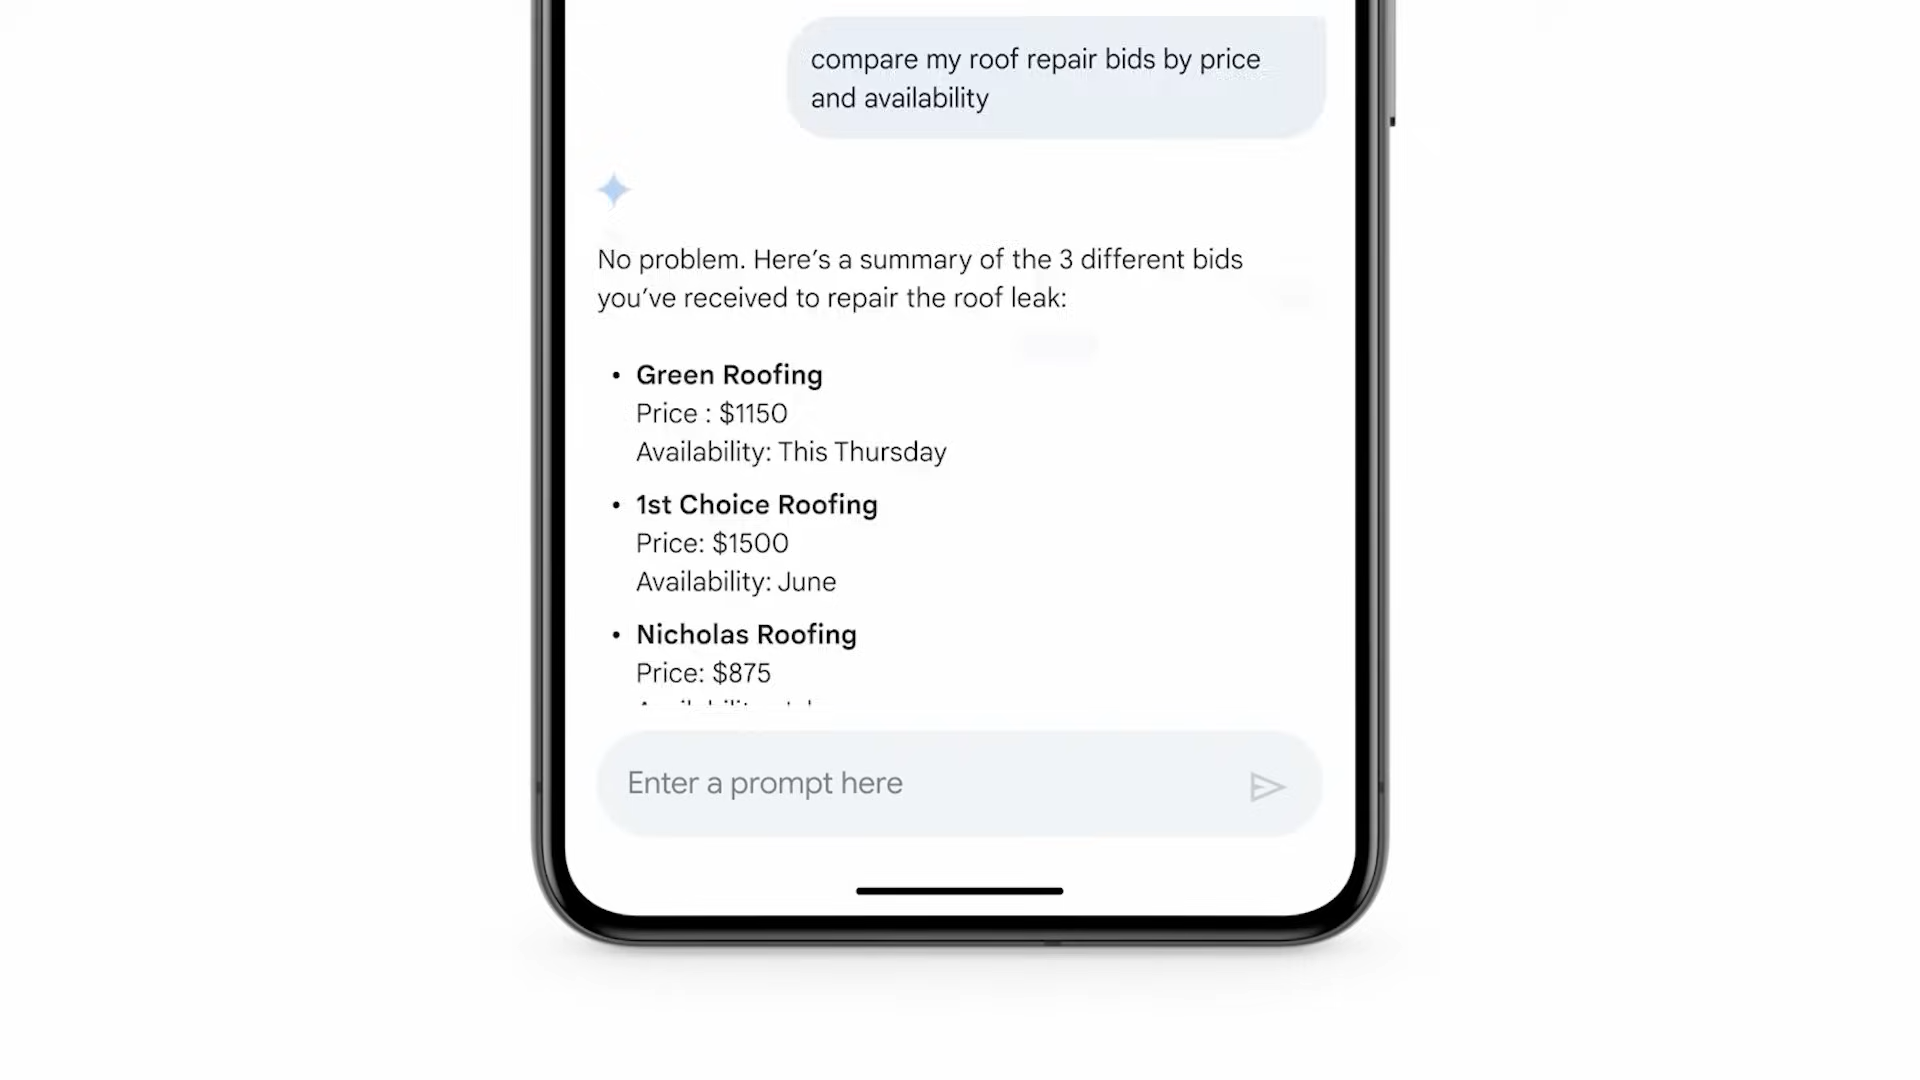 compare my roof repair bids by price
and availability
No problem. Here's a summary of the 3 different bids
you've received to repair the roof leak:
• Green Roofing
Price : $1150
Availability: This Thursday
• 1st Choice Roofing
Price: $1500
Availability: June
• Nicholas Roofing
Price: $875
Enter a prompt here